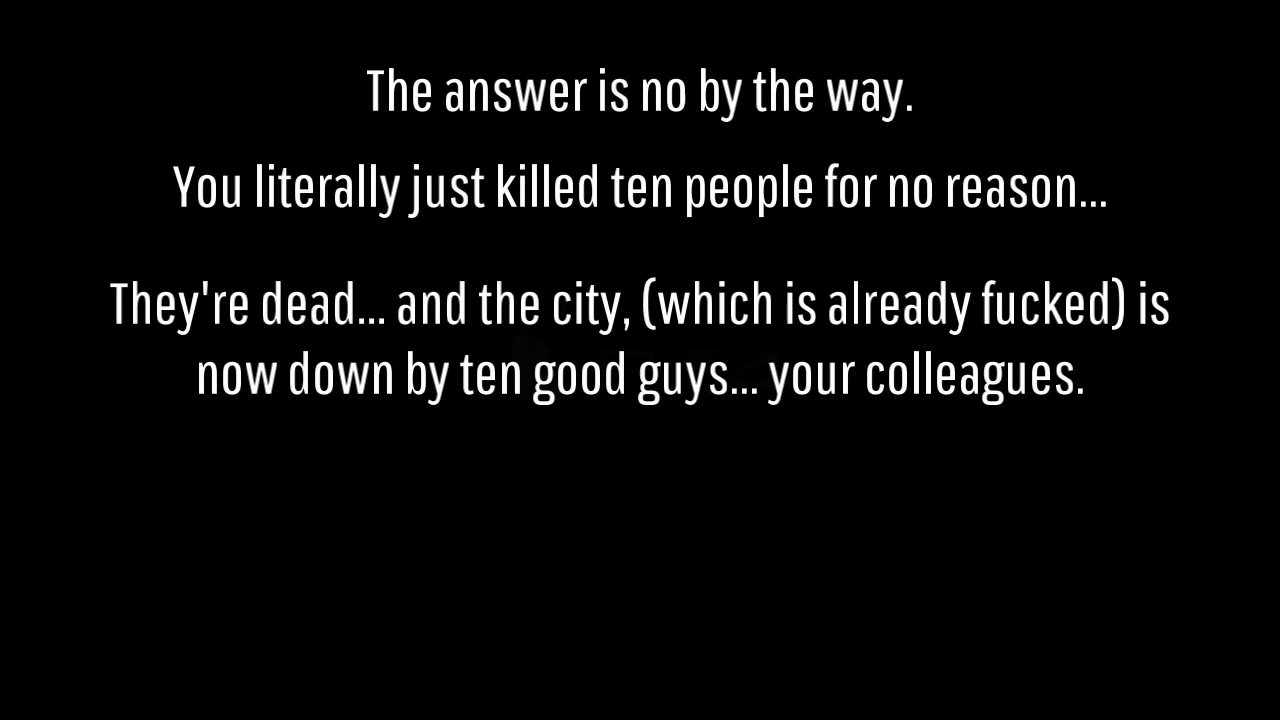 The answer is no by the way.
You literally just killed ten people for no reason...
They're dead... and the city, (which is already fucked) is
now down by ten good guys... your colleagues.